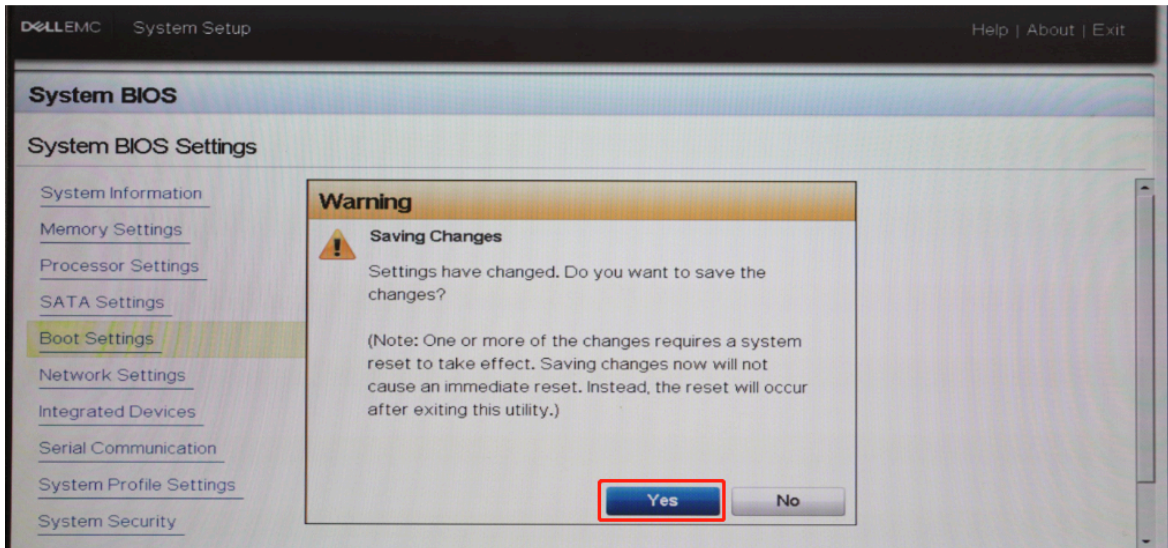 DELLEMC System Setup Help | About | Exit
System BIOS
System BIOS Settings
System Information
Memory Settings
Processor Settings
SATA Settings
Boot Settings
Network Settings
Integrated Devices
Serial Communication
System Profile Settings
System Security
Warning
Saving Changes
Settings have changed. Do you want to save the
changes?
(Note: One or more of the changes requires a system
reset to take effect. Saving changes now will not
cause an immediate reset. Instead, the reset will occur
after exiting this utility.)
Yes No